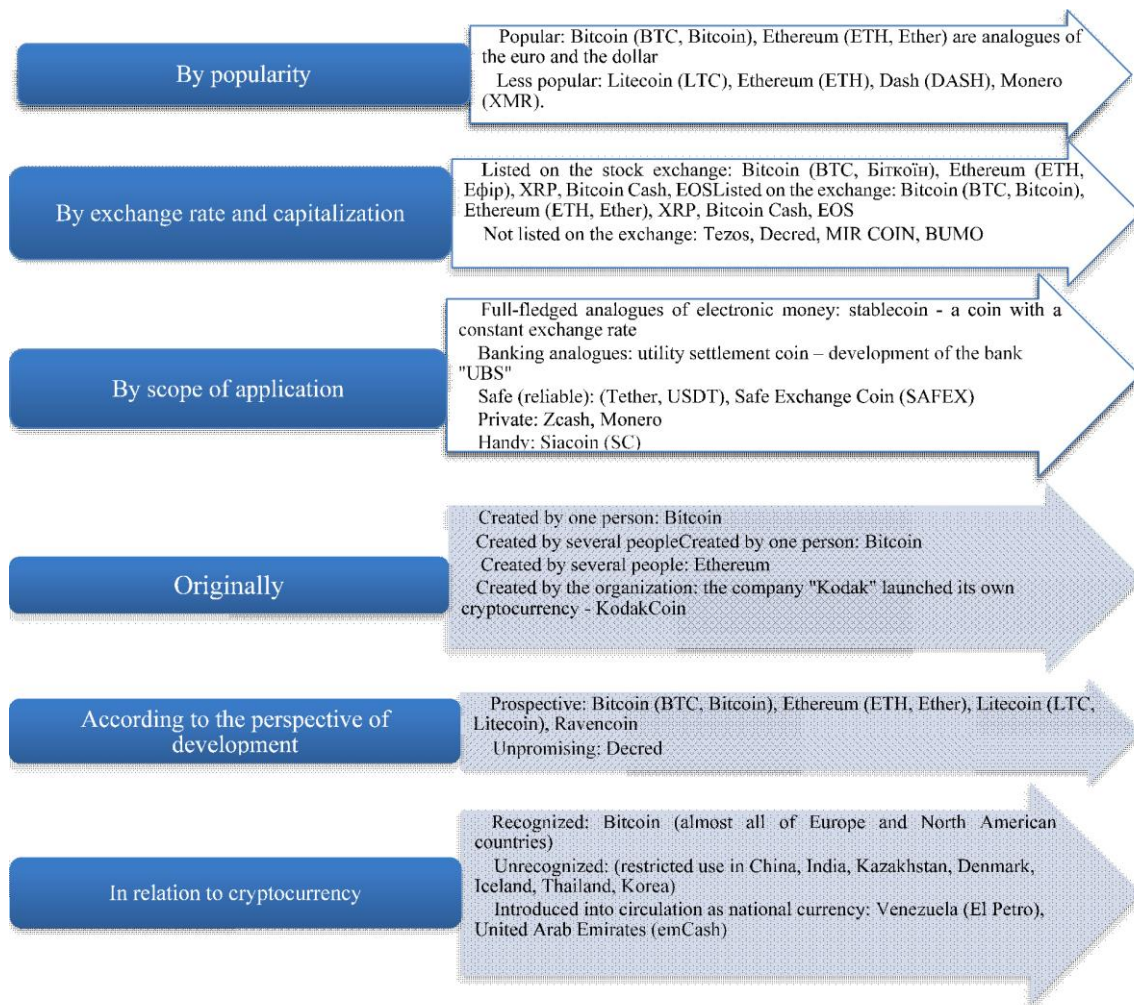 By popularity
Popular: Bitcoin (BTC, Bitcoin), Ethereum (ETH, Ether) are analogues of
the euro and the dollar
Less popular: Litecoin (LTC), Ethereum (ETH), Dash (DASH), Monero
(XMR).
By exchange rate and capitalization
Listed on the stock exchange: Bitcoin (BTC, Біткоїн), Ethereum (ETH,
Ефір), XRP, Bitcoin Cash, EOSListed on the exchange: Bitcoin (BTC, Bitcoin),
Ethereum (ETH, Ether), XRP, Bitcoin Cash, EOS
Not listed on the exchange: Tezos, Decred, MIR COIN, BUMO
By scope of application
Full-fledged analogues of electronic money: stablecoin - a coin with a
constant exchange rate
Banking analogues: utility settlement coin – development of the bank
"UBS"
Safe (reliable): (Tether, USDT), Safe Exchange Coin (SAFEX)
Private: Zcash, Monero
Handy: Siacoin (SC)
Originally
Created by one person: Bitcoin
Created by several peopleCreated by one person: Bitcoin
Created by several people: Ethereum
Created by the organization: the company "Kodak" launched its own
cryptocurrency - KodakCoin
According to the perspective of
development
Prospective: Bitcoin (BTC, Bitcoin), Ethereum (ETH, Ether), Litecoin (LTC,
Litecoin), Ravencoin
Unpromising: Decred
In relation to cryptocurrency
Recognized: Bitcoin (almost all of Europe and North American
countries)
Unrecognized: (restricted use in China, India, Kazakhstan, Denmark,
Iceland, Thailand, Korea)
Introduced into circulation as national currency: Venezuela (El Petro),
United Arab Emirates (emCash)